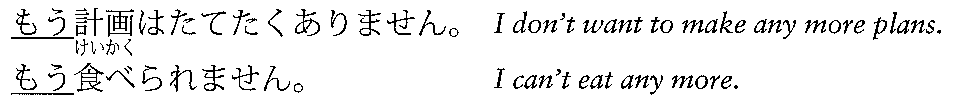 もう計画はたてたくありません。 I don't want to make any more plans.
けいかく
もう食べられません。 I can't eat any more.